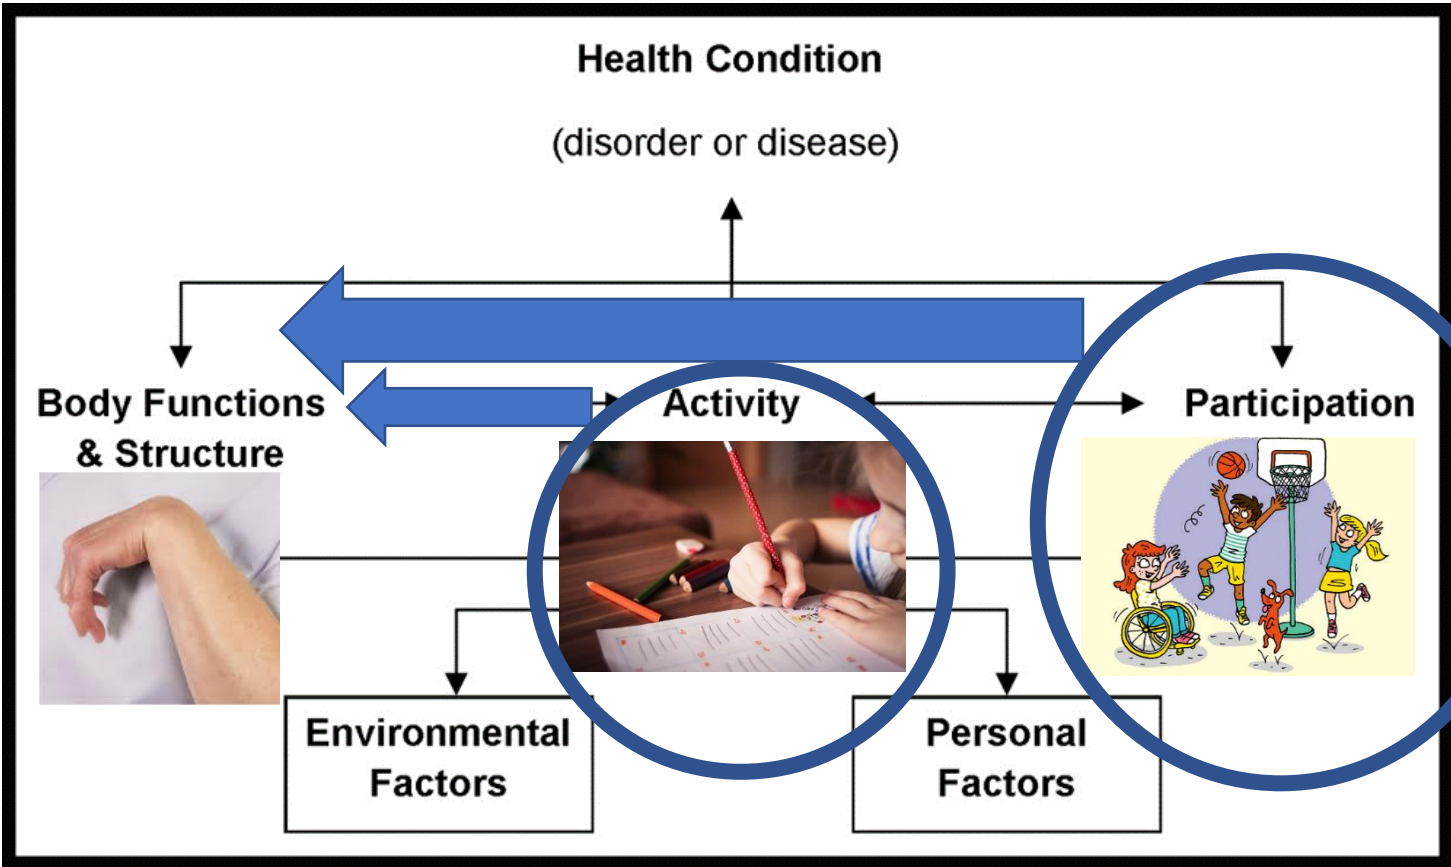 Health Condition
(disorder or disease)
Body Functions
& Structure
Activity
Participation
Environmental
Factors
Personal
Factors